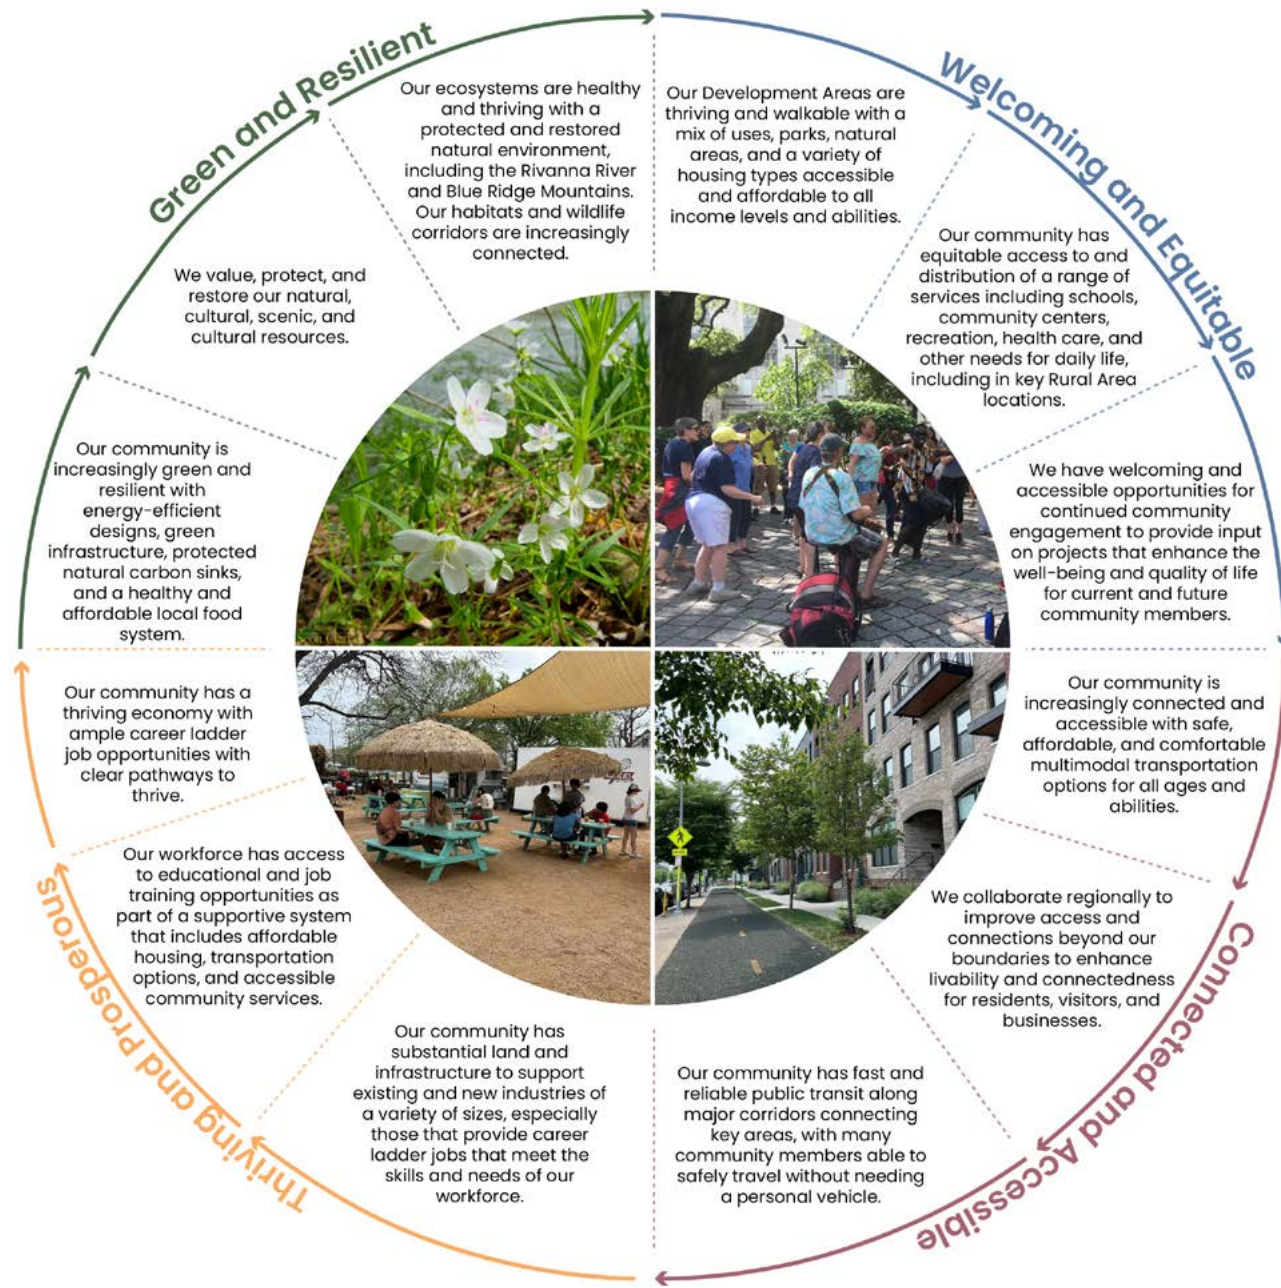 Green and Resilient
Our ecosystems are healthy
and thriving with a
protected and restored
natural environment,
including the Rivanna River
and Blue Ridge Mountains.
Our habitats and wildlife
corridors are increasingly
connected.
We value, protect, and
restore our natural,
cultural, scenic, and
cultural resources.
Our community is
increasingly green and
resilient with
energy-efficient
designs, green
infrastructure, protected
natural carbon sinks,
and a healthy and
affordable local food
system.
Welcoming and Equitable
Our Development Areas are
thriving and walkable with a
mix of uses, parks, natural
areas, and a variety of
housing types accessible
and affordable to all
income levels and abilities.
Our community has
equitable access to and
distribution of a range of
services including schools,
community centers,
recreation, health care, and
other needs for daily life,
including in key Rural Area
locations.
We have welcoming and
accessible opportunities for
continued community
engagement to provide input
on projects that enhance the
well-being and quality of life
for current and future
community members.
Connected and Accessible
Our community is
increasingly connected and
accessible with safe,
affordable, and comfortable
multimodal transportation
options for all ages and
abilities.
We collaborate regionally to
improve access and
connections beyond our
boundaries to enhance
livability and connectedness
for residents, visitors, and
businesses.
Our community has fast and
reliable public transit along
major corridors connecting
key areas, with many
community members able to
safely travel without needing
a personal vehicle.
Thriving and Prosperous
Our community has
substantial land and
infrastructure to support
existing and new industries of
a variety of sizes, especially
those that provide career
ladder jobs that meet the
skills and needs of our
workforce.
Our workforce has access
to educational and job
training opportunities as
part of a supportive system
that includes affordable
housing, transportation
options, and accessible
community services.
Our community has a
thriving economy with
ample career ladder
job opportunities with
clear pathways to
thrive.